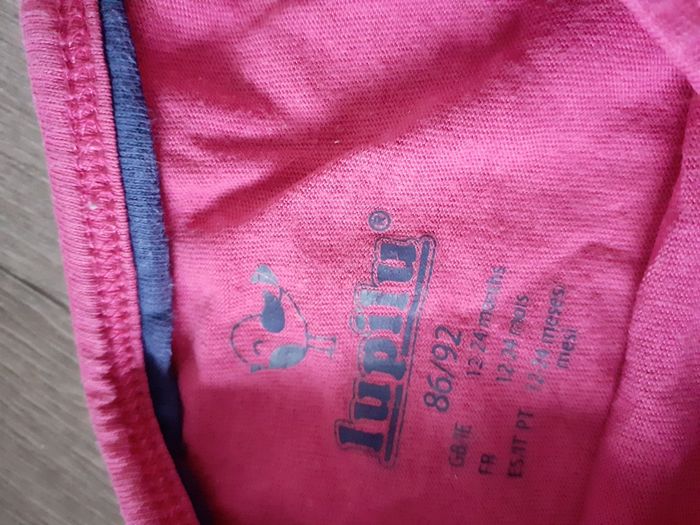 lupilu®
86/92
GB/IE 12-24 months
FR 12-24 mois
ES/IT PT 12-24 meses/
mesi